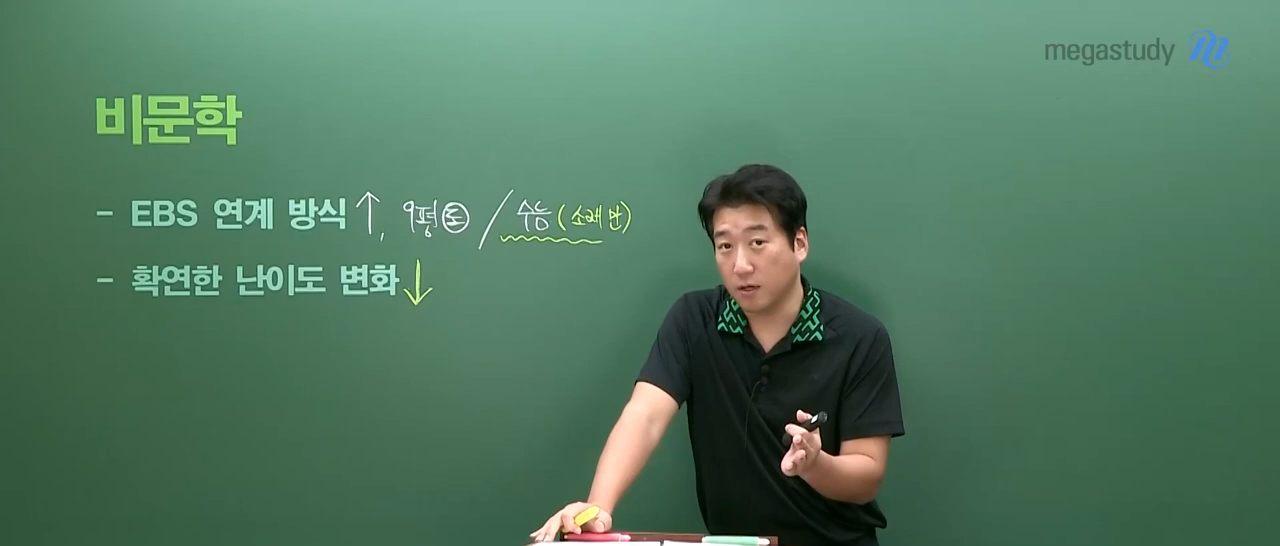 megastudy
비문학
- EBS 연계 방식 ↑, 9평 도 / 수능 (소재만)
- 확연한 난이도 변화 ↓